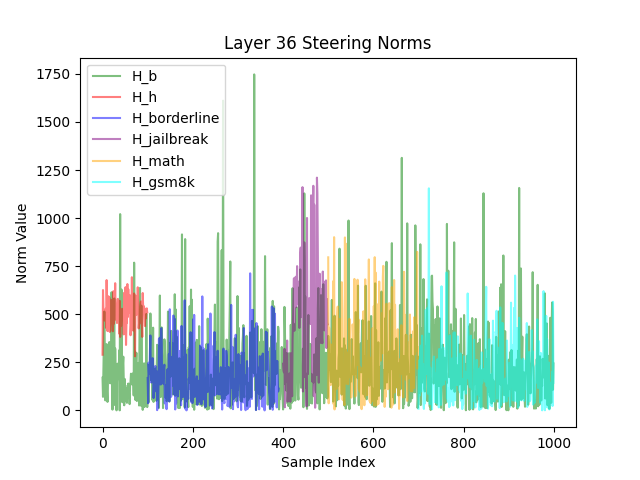 Layer 36 Steering Norms
Norm Value
1750
1500
1250
1000
750
500
250
0
H_b
H_h
H_borderline
H_jailbreak
H_math
H_gsm8k
0 200 400 600 800 1000
Sample Index